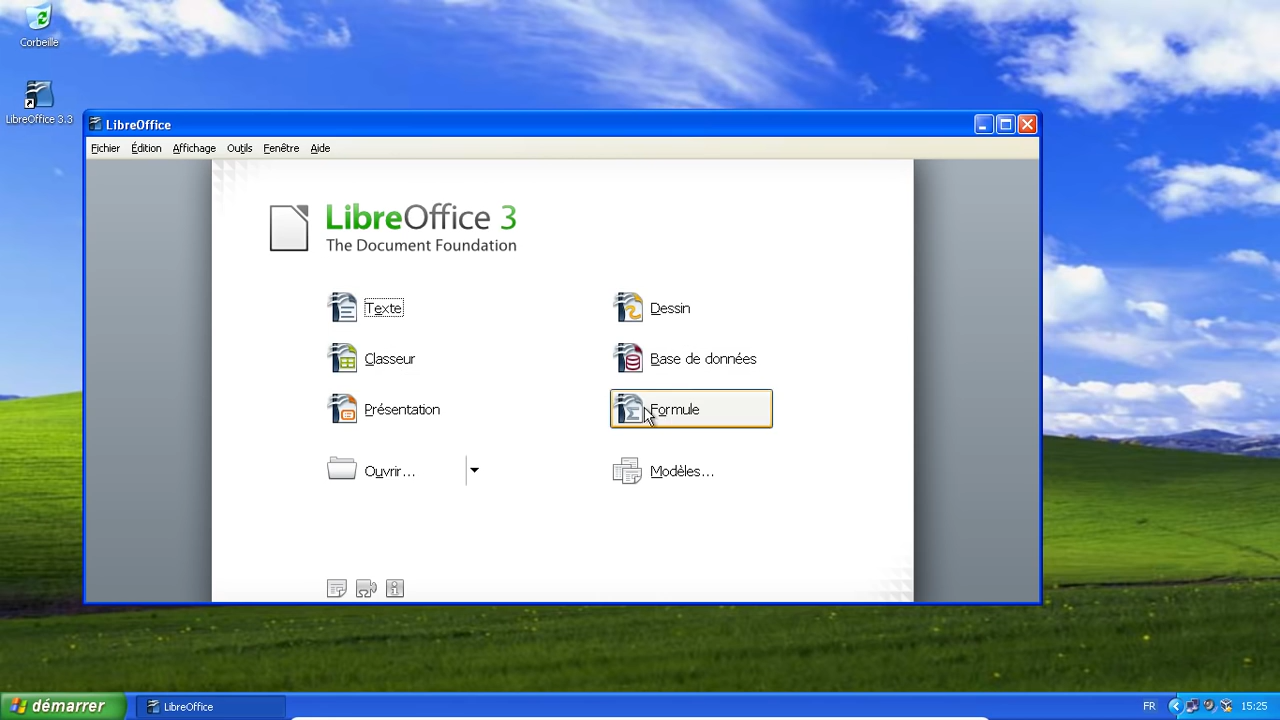 Corbeille
LibreOffice 3.3
LibreOffice
Fichier Édition Affichage Outils Fenêtre Aide
LibreOffice 3
The Document Foundation
Texte
Dessin
Classeur
Base de données
Présentation
Formule
Ouvrir...
Modèles...
démarrer
LibreOffice
FR
15:25